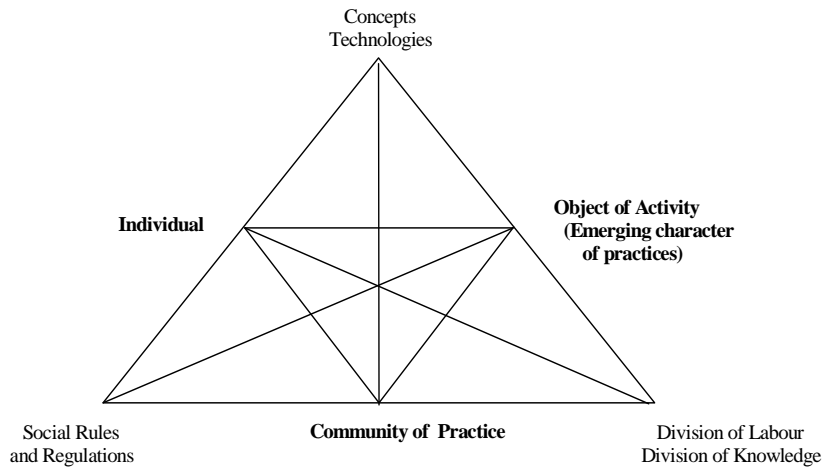 Concepts
Technologies
Individual
Object of Activity
(Emerging character
of practices)
Social Rules
and Regulations
Community of Practice
Division of Labour
Division of Knowledge